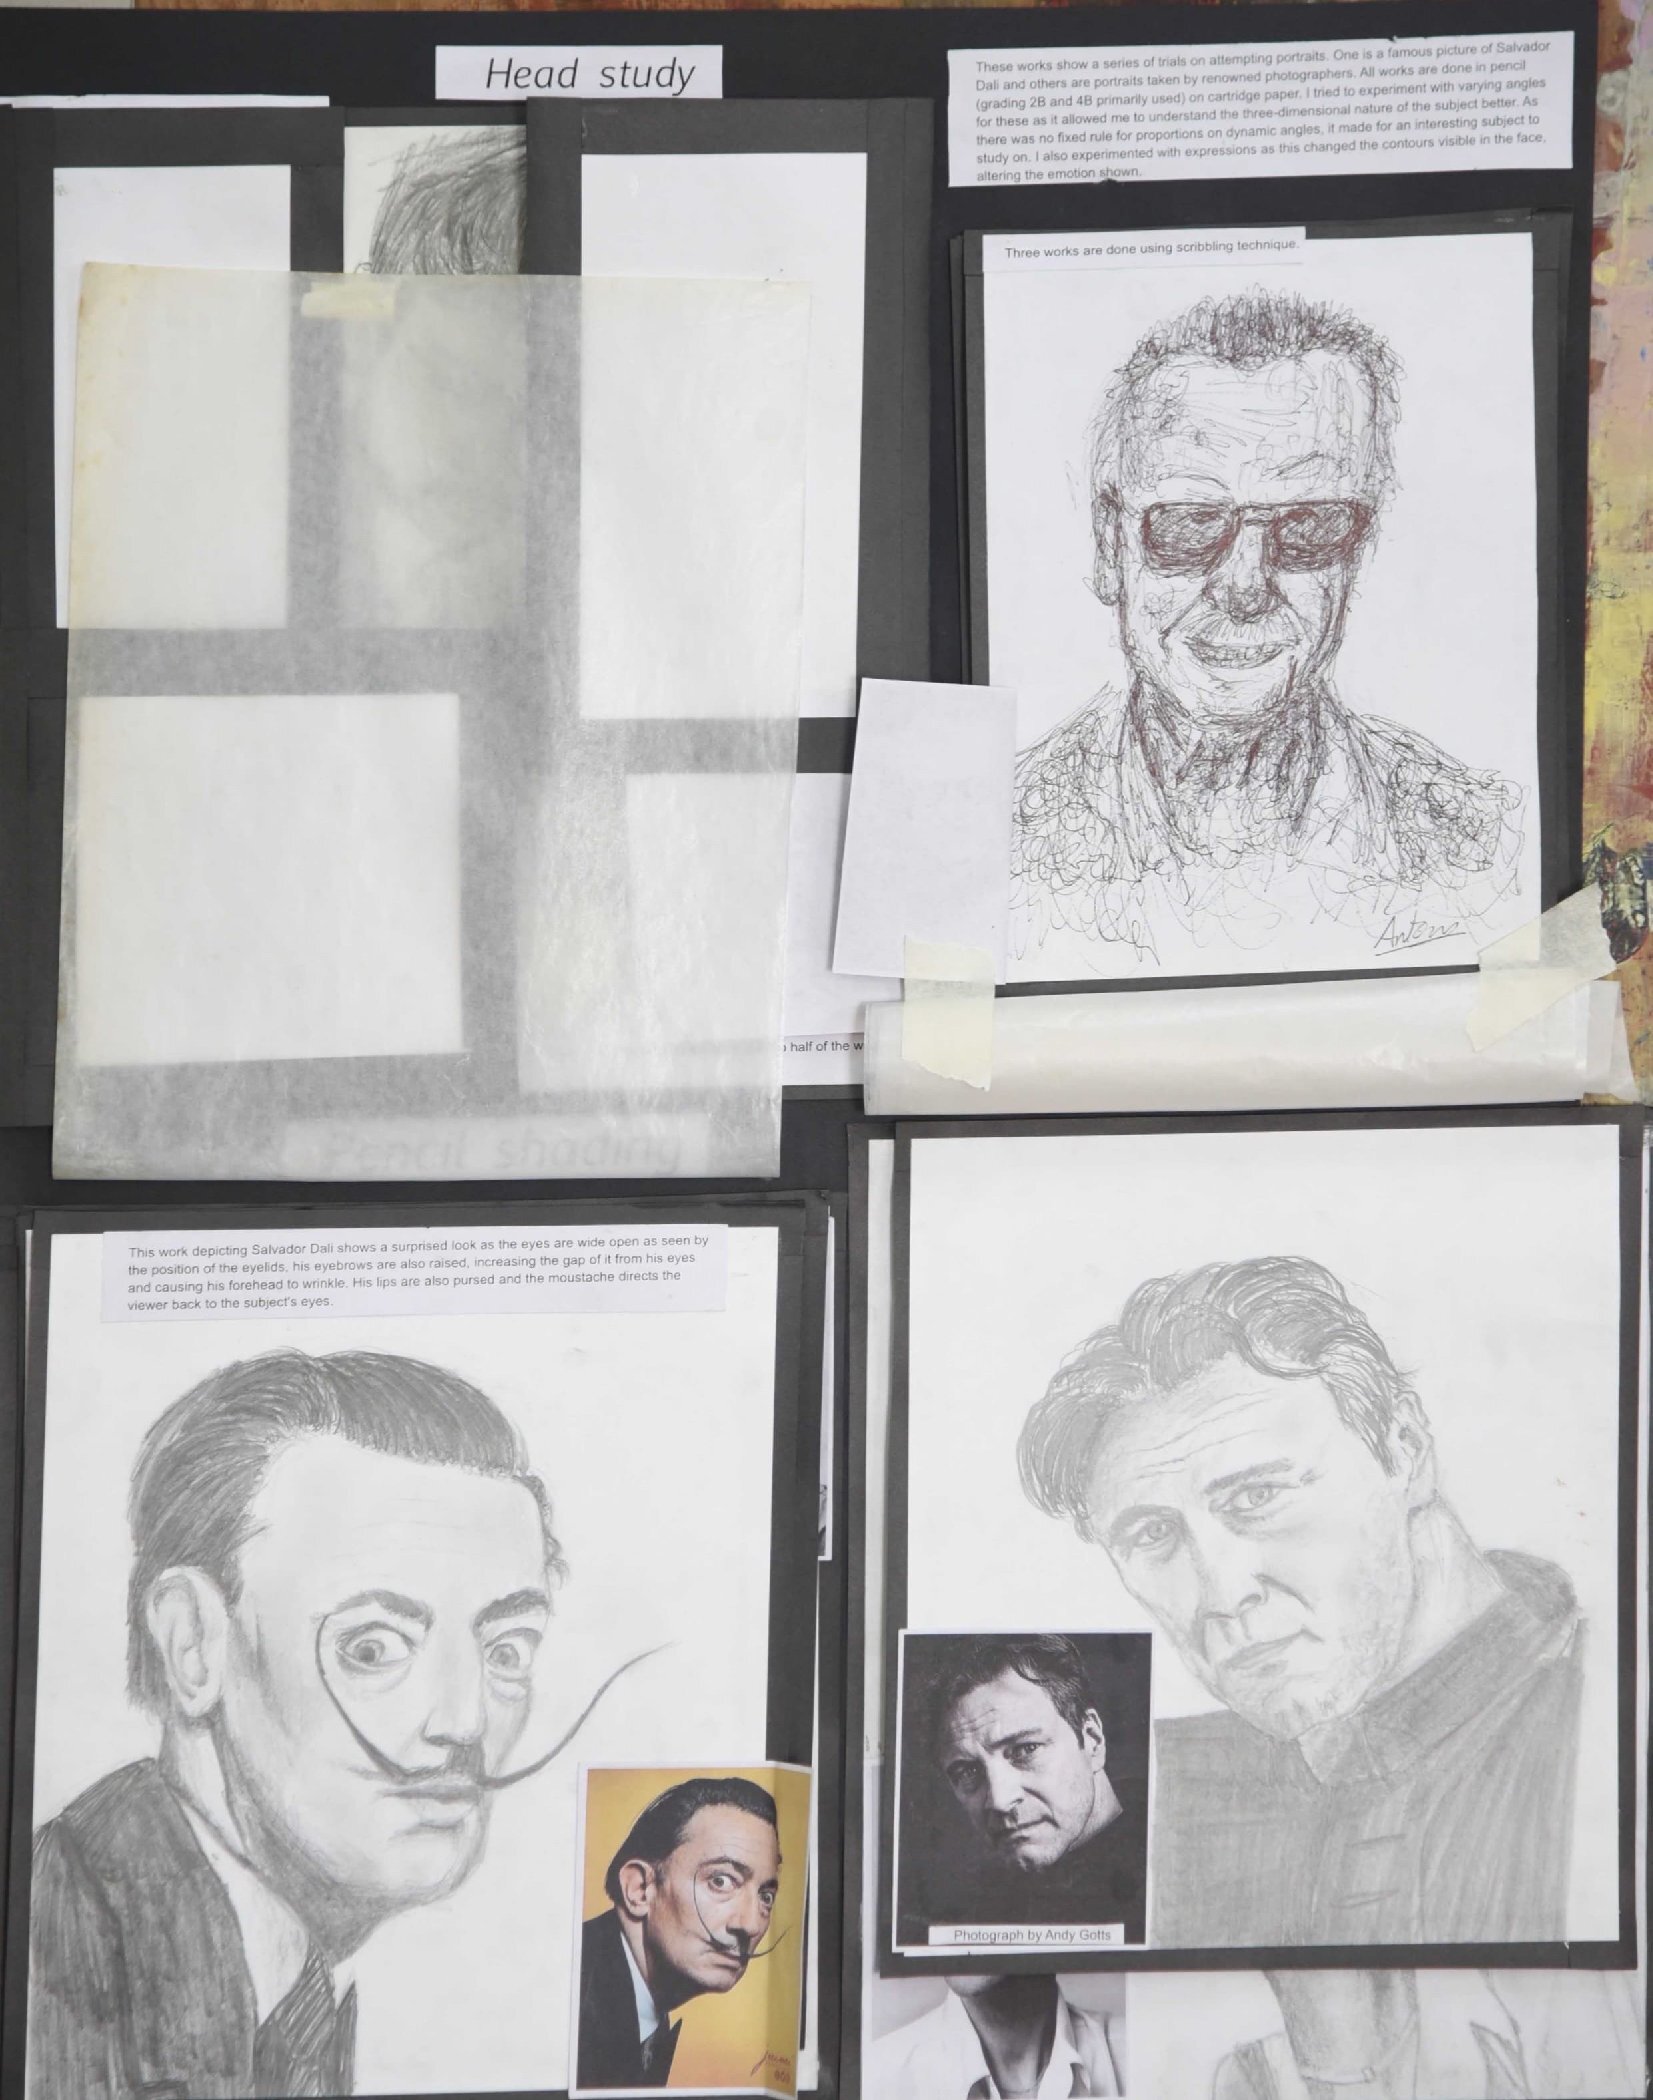 Head study
These works show a series of trials on attempting portraits. One is a famous picture of Salvador
Dali and others are portraits taken by renowned photographers. All works are done in pencil
(grading 2B and 4B primarily used) on cartridge paper. I tried to experiment with varying angles
for these as it allowed me to understand the three-dimensional nature of the subject better. As
there was no fixed rule for proportions on dynamic angles, it made for an interesting subject to
study on. I also experimented with expressions as this changed the contours visible in the face,
altering the emotion shown.
Three works are done using scribbling technique.
half of the w
Pencil shading
This work depicting Salvador Dali shows a surprised look as the eyes are wide open as seen by
the position of the eyelids, his eyebrows are also raised, increasing the gap of it from his eyes
and causing his forehead to wrinkle. His lips are also pursed and the moustache directs the
viewer back to the subject's eyes.
Photograph by Andy Gotts